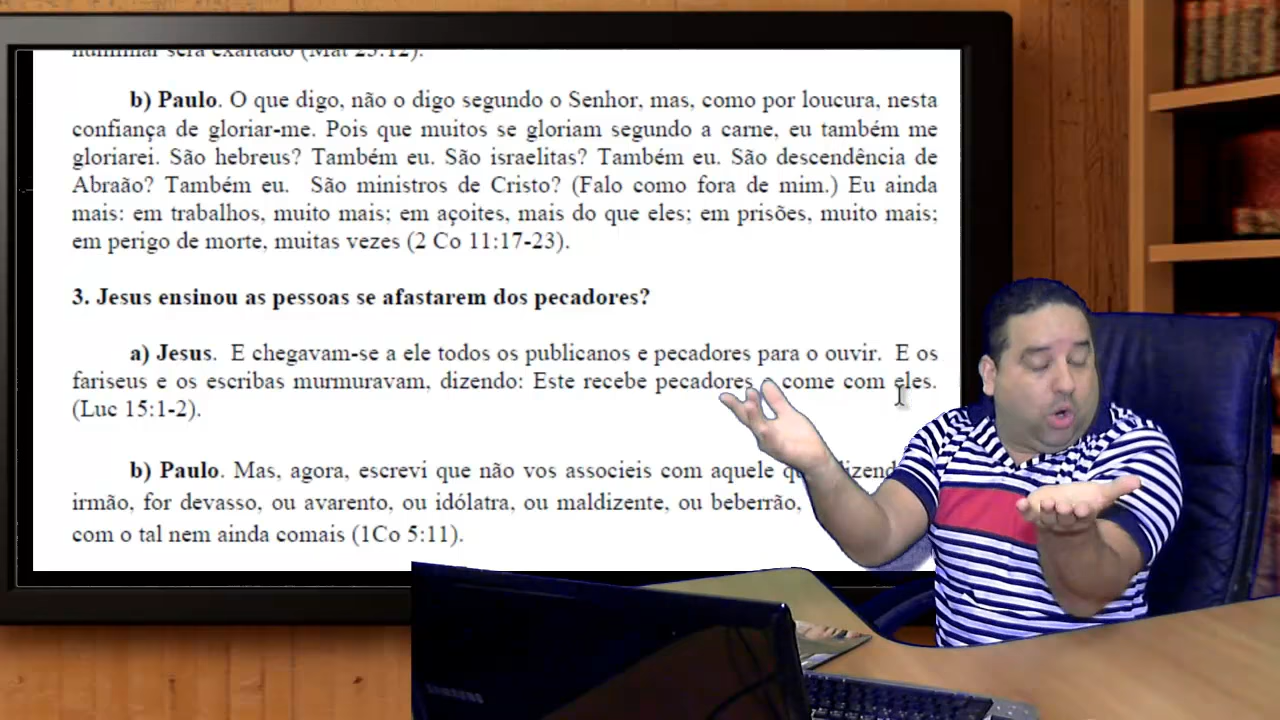 humilhar será exaltado (Mat 23:12).
b) Paulo. O que digo, não o digo segundo o Senhor, mas, como por loucura, nesta
confiança de gloriar-me. Pois que muitos se gloriam segundo a carne, eu também me
gloriarei. São hebreus? Também eu. São israelitas? Também eu. São descendência de
Abraão? Também eu. São ministros de Cristo? (Falo como fora de mim.) Eu ainda
mais: em trabalhos, muito mais; em açoites, mais do que eles; em prisões, muito mais;
em perigo de morte, muitas vezes (2 Co 11:17-23).
3. Jesus ensinou as pessoas se afastarem dos pecadores?
a) Jesus. E chegavam-se a ele todos os publicanos e pecadores para o ouvir. E os
fariseus e os escribas murmuravam, dizendo: Este recebe pecadores e come com eles.
(Luc 15:1-2).
b) Paulo. Mas, agora, escrevi que não vos associeis com aquele
irmão, for devasso, ou avarento, ou idólatra, ou maldizente, ou beberrão,
com o tal nem ainda comais (1Co 5:11).
SAMSUNG